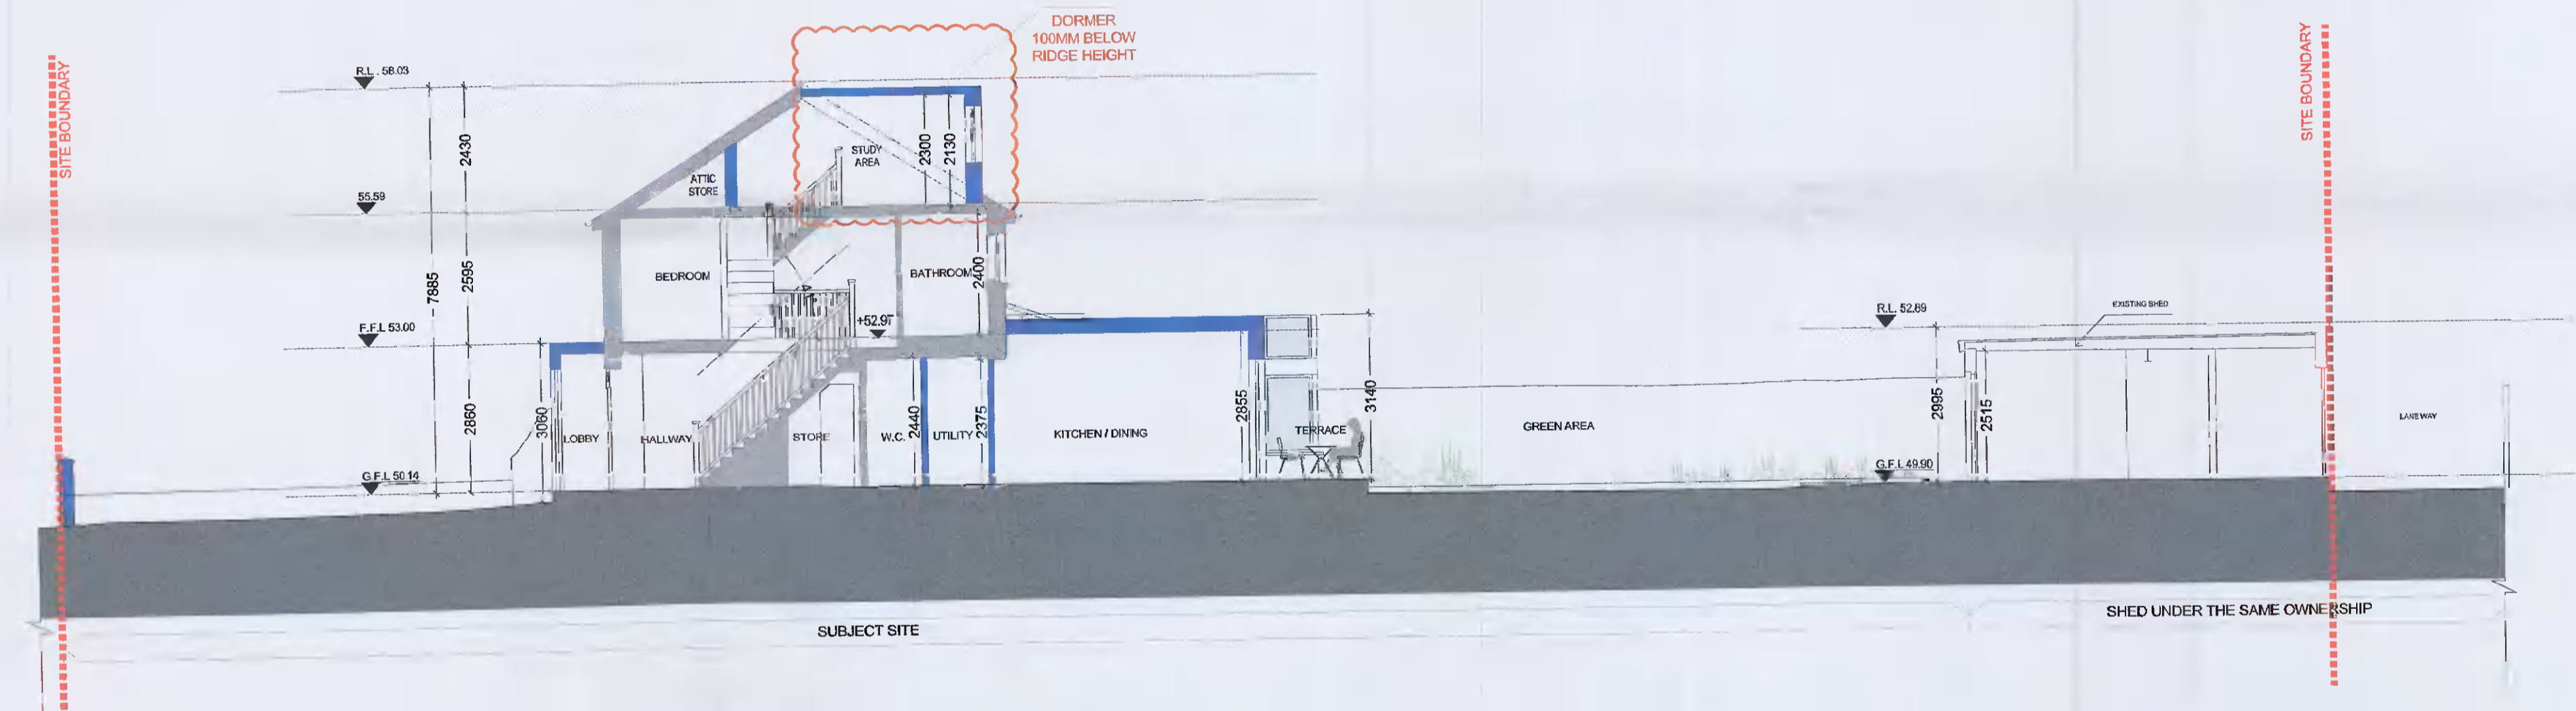 DORMER
100MM BELOW
RIDGE HEIGHT
SITE BOUNDARY
SITE BOUNDARY
R.L. 58.03
2430
STUDY
AREA
2300
2130
ATTIC
STORE
55.59
7885
2595
BEDROOM
BATHROOM
2400
+52.97
F.F.L 53.00
R.L. 52.89
EXISTING SHED
2860
3060
LOBBY
HALLWAY
STORE
W.C.
2440
UTILITY
2375
KITCHEN / DINING
2855
TERRACE
3140
GREEN AREA
2995
2515
LANEWAY
G.F.L 50.14
G.F.L 49.90
SUBJECT SITE
SHED UNDER THE SAME OWNERSHIP